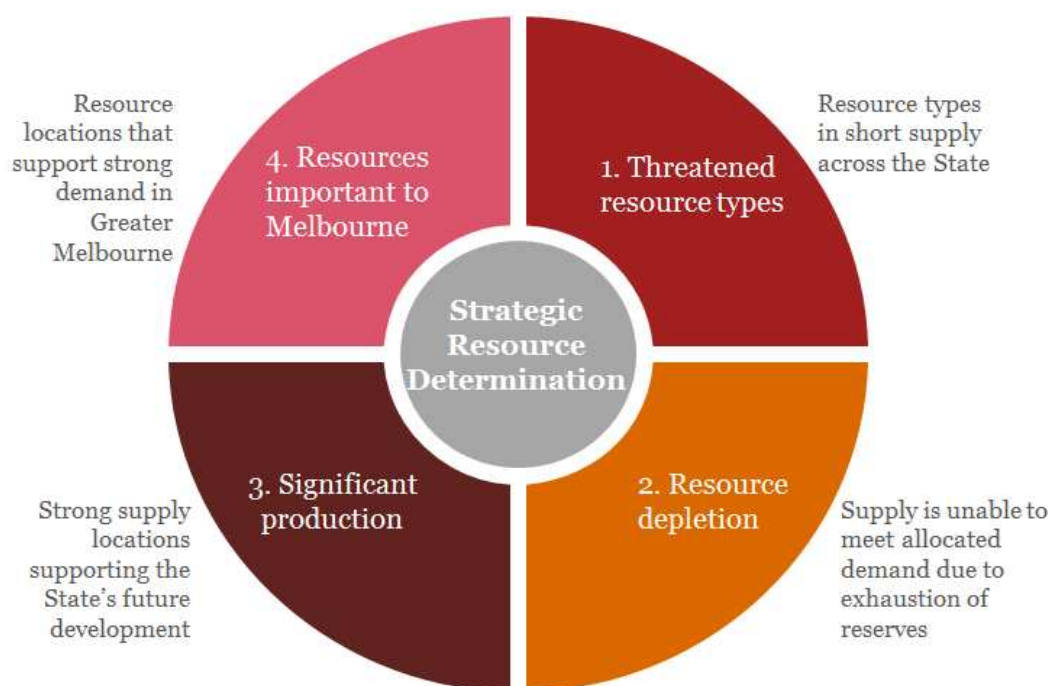 Resource
locations that
support strong
demand in
Greater
Melbourne
4. Resources
important to
Melbourne
1. Threatened
resource types
Resource types
in short supply
across the State
Strategic
Resource
Determination
Strong supply
locations
supporting the
State’s future
development
3. Significant
production
2. Resource
depletion
Supply is unable to
meet allocated
demand due to
exhaustion of
reserves